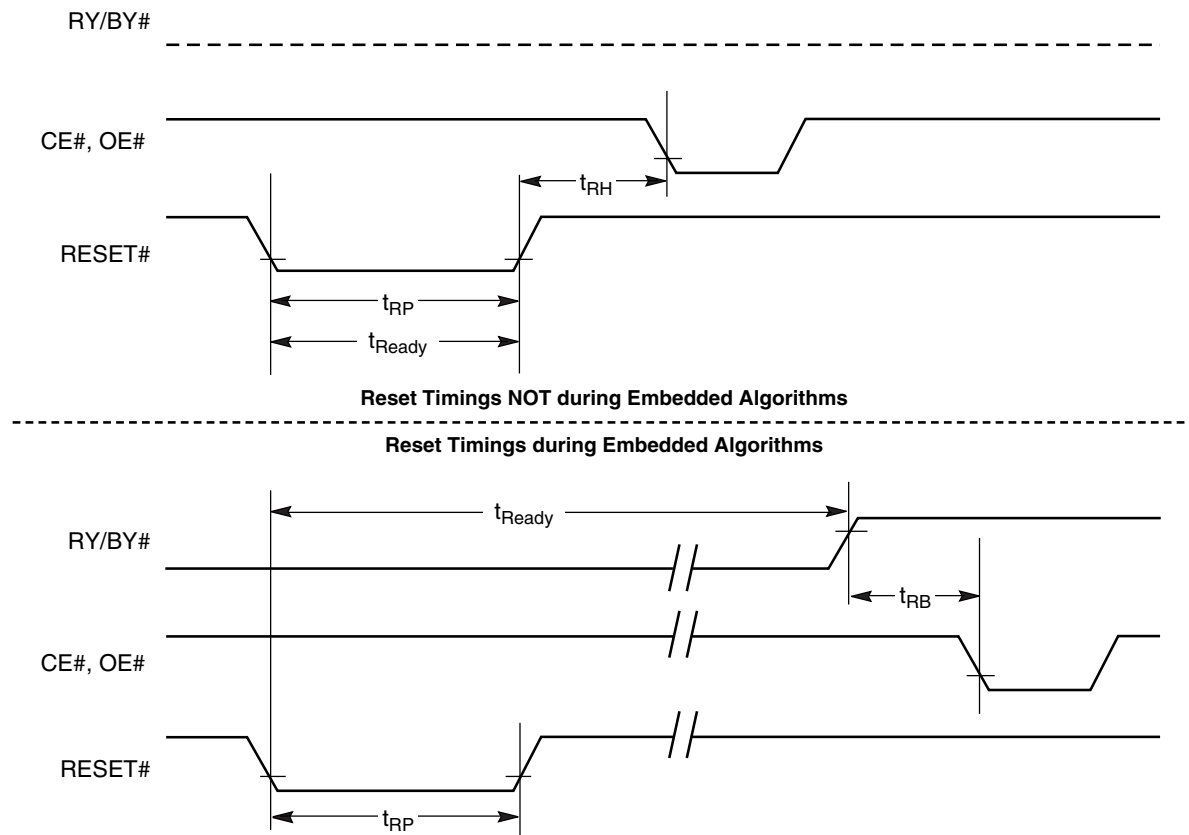 RY/BY#
CE#, OE#
tRH
RESET#
tRP
tReady
Reset Timings NOT during Embedded Algorithms
Reset Timings during Embedded Algorithms
tReady
RY/BY#
tRB
CE#, OE#
RESET#
tRP